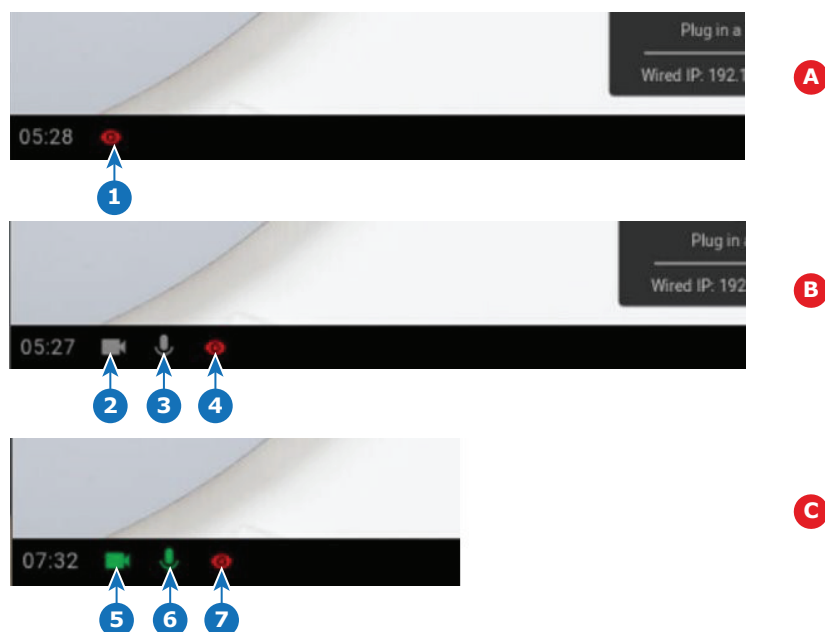 Plug in a
Wired IP: 192.1
A
05:28
1
Plug in
Wired IP: 192
B
05:27
2 3 4
C
07:32
5 6 7